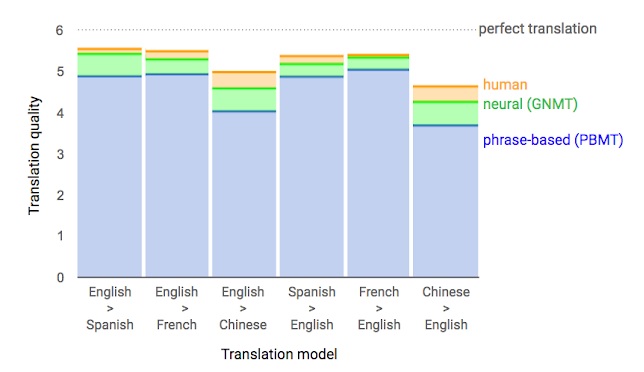 6
perfect translation
5
human
neural (GNMT)
4
phrase-based (PBMT)
3
2
1
0
Translation quality
English
>
Spanish
English
>
French
English
>
Chinese
Spanish
>
English
French
>
English
Chinese
>
English
Translation model